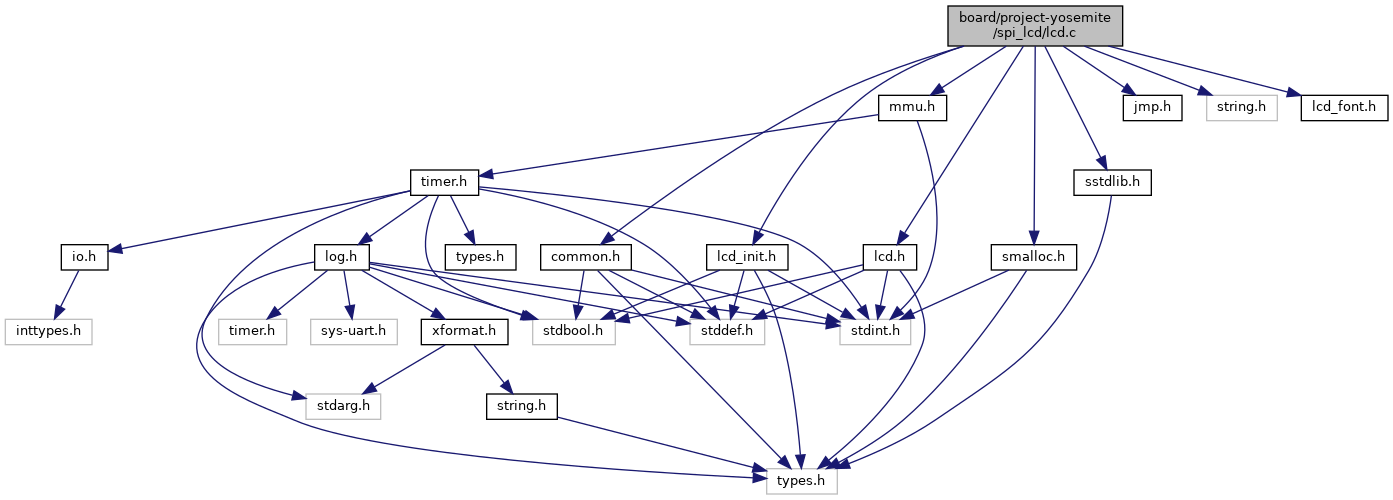 board/project-yosemite
/spi_lcd/lcd.c
mmu.h
jmp.h
string.h
lcd_font.h
timer.h
sstdlib.h
io.h
log.h
types.h
common.h
lcd_init.h
lcd.h
smalloc.h
inttypes.h
timer.h
sys-uart.h
xformat.h
stdbool.h
stddef.h
stdint.h
stdarg.h
string.h
types.h